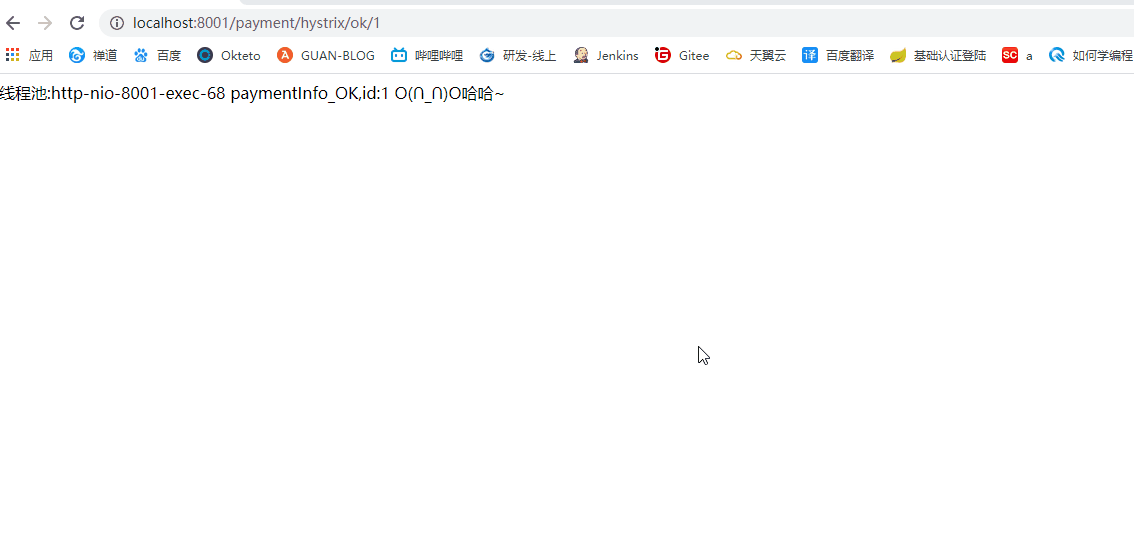 localhost:8001/payment/hystrix/ok/1
应用 禅道 百度 Okteto GUAN-BLOG 哔哩哔哩 研发-线上 Jenkins Gitee 天翼云 译 百度翻译 基础认证登陆 SC a 如何学编程
线程池:http-nio-8001-exec-68 paymentInfo_OK,id:1 O(∩_∩)O哈哈~